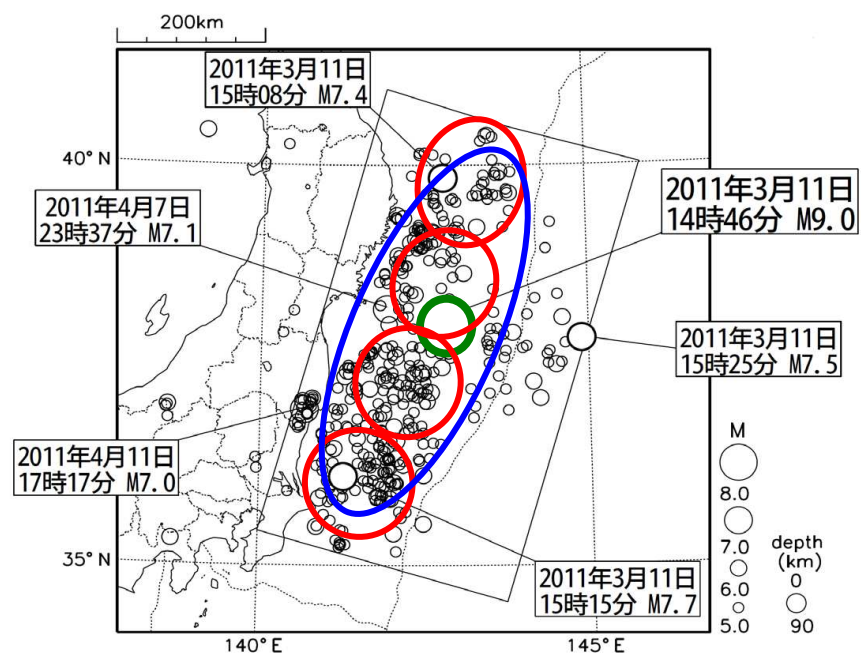 200km
2011年3月11日
15時08分 M7.4
40° N
2011年4月7日
23時37分 M7.1
2011年3月11日
14時46分 M9.0
2011年3月11日
15時25分 M7.5
2011年4月11日
17時17分 M7.0
M
8.0
7.0
6.0
5.0
depth
(km)
0
90
35° N
2011年3月11日
15時15分 M7.7
140°E
145°E